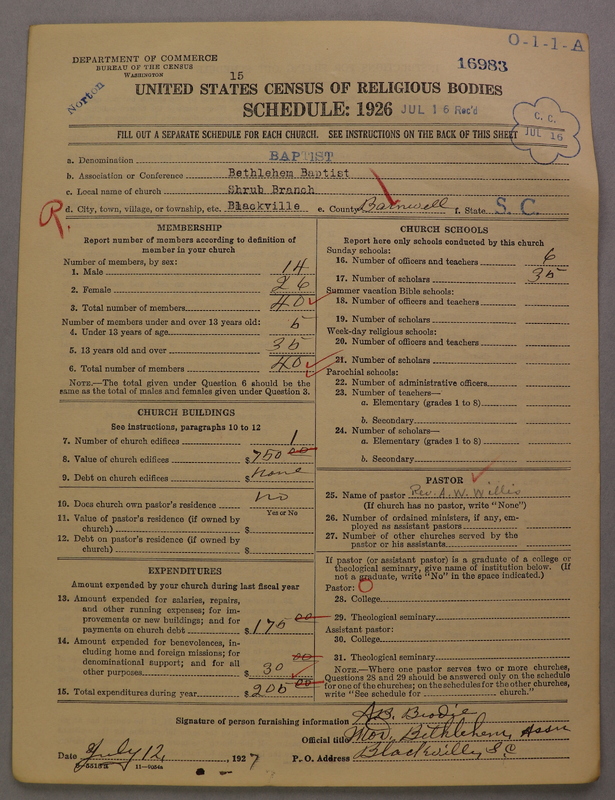 O-1-1-A
DEPARTMENT OF COMMERCE
BUREAU OF THE CENSUS
WASHINGTON
16983
15
Norton
UNITED STATES CENSUS OF RELIGIOUS BODIES
SCHEDULE: 1926 JUL 16 Rec'd
C. C.
JUL 16
FILL OUT A SEPARATE SCHEDULE FOR EACH CHURCH. SEE INSTRUCTIONS ON THE BACK OF THIS SHEET
a. Denomination BAPTIST
b. Association or Conference Bethlehem Baptist
c. Local name of church Shrub Branch
R d. City, town, village, or township, etc. Blackville e. County Barnwell f. State S. C.
MEMBERSHIP
Report number of members according to definition of
member in your church
Number of members, by sex:
1. Male 14
2. Female 26
3. Total number of members 40
Number of members under and over 13 years old:
4. Under 13 years of age 5
5. 13 years old and over 35
6. Total number of members 40
NOTE.—The total given under Question 6 should be the
same as the total of males and females given under Question 3.
CHURCH BUILDINGS
See instructions, paragraphs 10 to 12
7. Number of church edifices 1
8. Value of church edifices $750 00
9. Debt on church edifices $none
10. Does church own pastor's residence no
Yes or No
11. Value of pastor's residence (if owned by
church) $
12. Debt on pastor's residence (if owned by
church) $
EXPENDITURES
Amount expended by your church during last fiscal year
13. Amount expended for salaries, repairs,
and other running expenses; for im-
provements or new buildings; and for
payments on church debt $175 00
14. Amount expended for benevolences, in-
cluding home and foreign missions; for
denominational support; and for all
other purposes $30 00
15. Total expenditures during year $205 00
CHURCH SCHOOLS
Report here only schools conducted by this church
Sunday schools:
16. Number of officers and teachers 6
17. Number of scholars 35
Summer vacation Bible schools:
18. Number of officers and teachers
19. Number of scholars
Week-day religious schools:
20. Number of officers and teachers
21. Number of scholars
Parochial schools:
22. Number of administrative officers
23. Number of teachers—
a. Elementary (grades 1 to 8)
b. Secondary
24. Number of scholars—
a. Elementary (grades 1 to 8)
b. Secondary
PASTOR
25. Name of pastor Rev. A. W. Willis
(If church has no pastor, write "None")
26. Number of ordained ministers, if any, em-
ployed as assistant pastors
27. Number of other churches served by the
pastor or his assistants
If pastor (or assistant pastor) is a graduate of a college or
theological seminary, give name of institution below. (If
not a graduate, write "No" in the space indicated.)
Pastor:
28. College
29. Theological seminary
Assistant pastor:
30. College
31. Theological seminary
NOTE.—Where one pastor serves two or more churches,
Questions 28 and 29 should be answered only on the schedule
for one of the churches; on the schedules for the other churches,
write "See schedule for church."
Signature of person furnishing information A. B. Brodie
Official title Mod. Bethlehem, Assn
Date July 12, 1927 P. O. Address Blackville, S.C
11—9054a